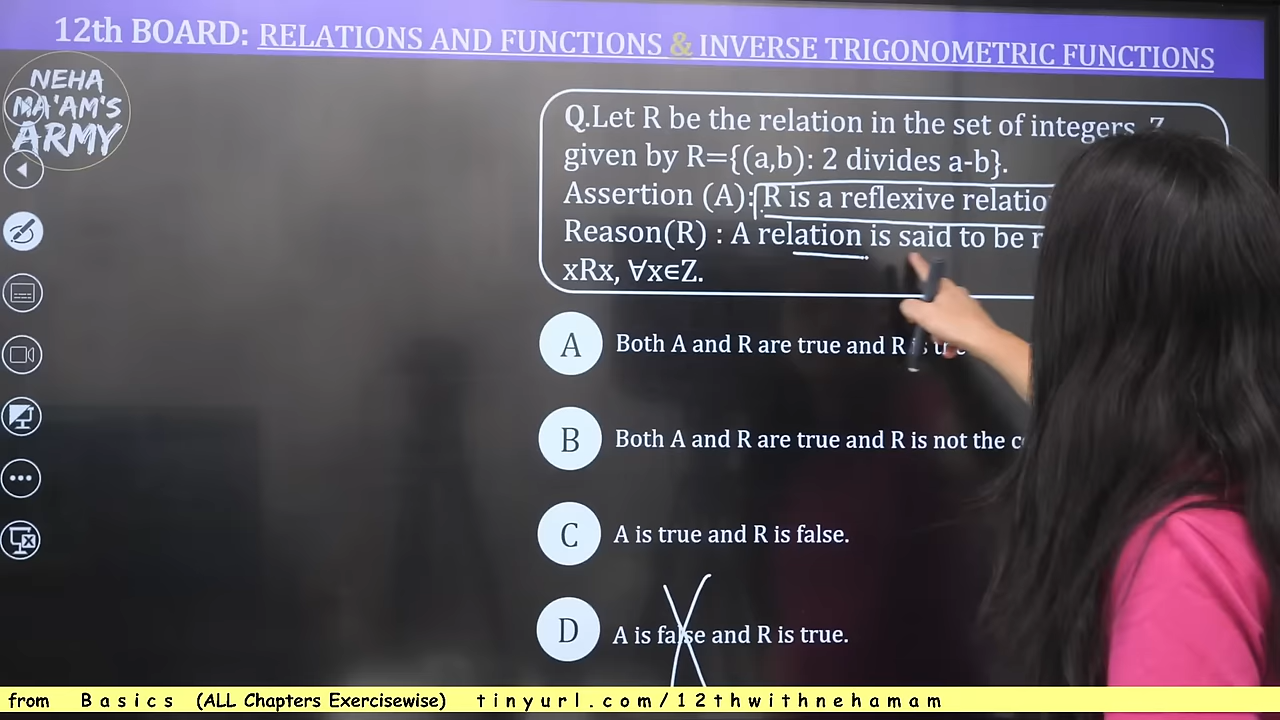 12th BOARD: RELATIONS AND FUNCTIONS & INVERSE TRIGONOMETRIC FUNCTIONS
NEHA
MA'AM'S
ARMY
Q.Let R be the relation in the set of integers Z
given by R={(a,b): 2 divides a-b}.
Assertion (A): R is a reflexive
Reason(R) : A relation is said to be
xRx, ∀x∈Z.
A Both A and R are true and R
B Both A and R are true and R is not the
C A is true and R is false.
D A is false and R is true.
from Basics (ALL Chapters Exercisewise) tinyurl.com/12thwithnehamam